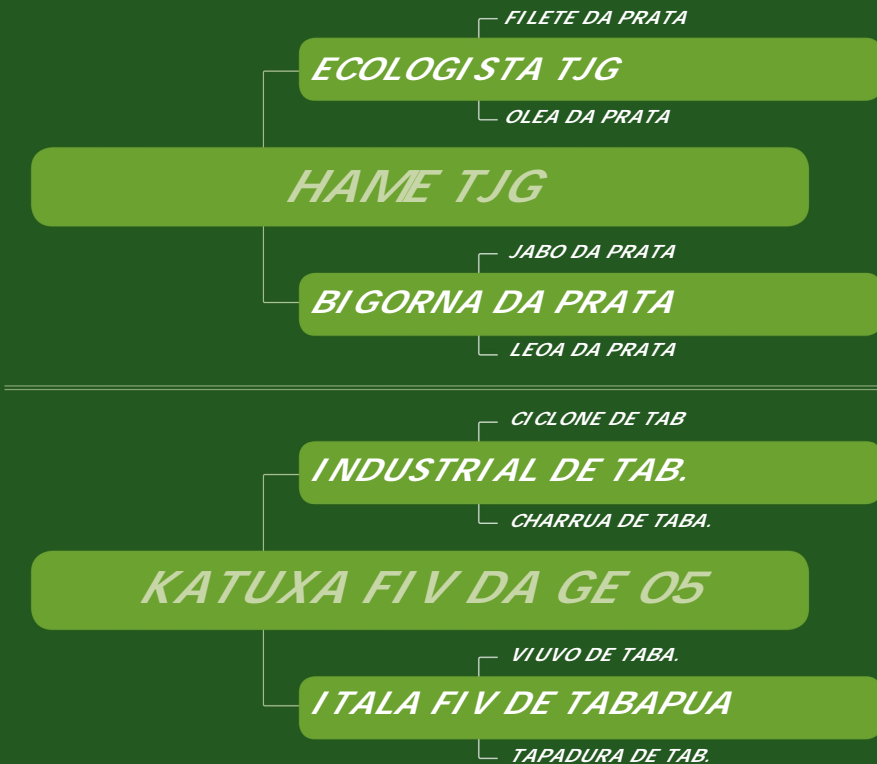 FILETE DA PRATA
ECOLOGISTA TJG
OLEA DA PRATA
HAME TJG
JABO DA PRATA
BIGORNA DA PRATA
LEOA DA PRATA
CICLONE DE TAB
INDUSTRIAL DE TAB.
CHARRUA DE TABA.
KATUXA FIV DA GE 05
VIUVO DE TABA.
ITALA FIV DE TABAPUA
TAPADURA DE TAB.